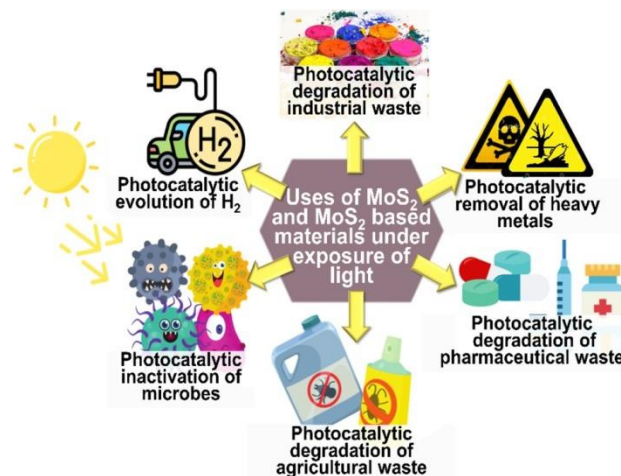 Photocatalytic
degradation of
industrial waste
H2
Photocatalytic
evolution of H₂
Photocatalytic
removal of heavy
metals
Uses of MoS₂
and MoS₂ based
materials under
exposure of
light
Photocatalytic
inactivation of
microbes
Photocatalytic
degradation of
pharmaceutical waste
Photocatalytic
degradation of
agricultural waste